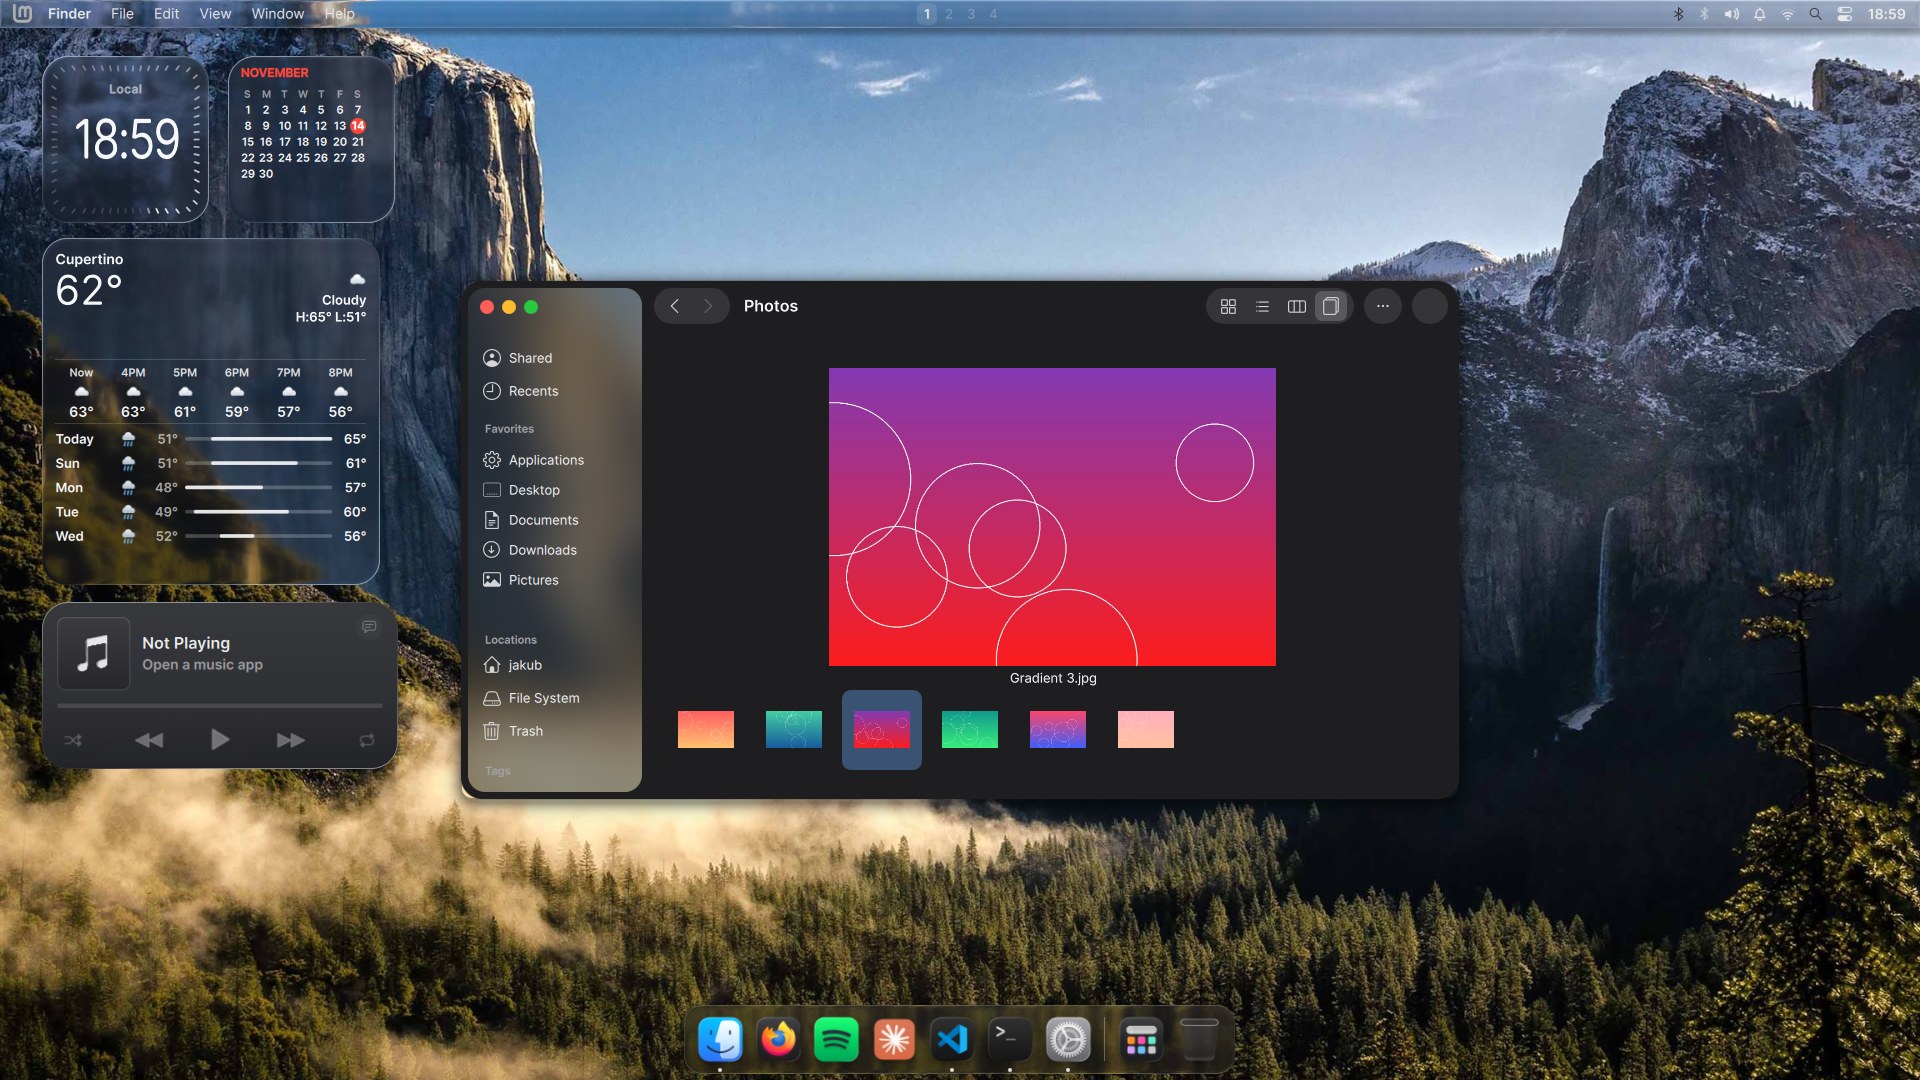 Finder File Edit View Window Help
1 2 3 4
18:59
Local
18:59
NOVEMBER
S M T W T F S
1 2 3 4 5 6 7
8 9 10 11 12 13 14
15 16 17 18 19 20 21
22 23 24 25 26 27 28
29 30
Cupertino
62°
Cloudy
H:65° L:51°
Now 4PM 5PM 6PM 7PM 8PM
63° 63° 61° 59° 57° 56°
Today 51° 65°
Sun 51° 61°
Mon 48° 57°
Tue 49° 60°
Wed 52° 56°
Not Playing
Open a music app
Photos
Shared
Recents
Favorites
Applications
Desktop
Documents
Downloads
Pictures
Locations
jakub
File System
Trash
Tags
Gradient 3.jpg